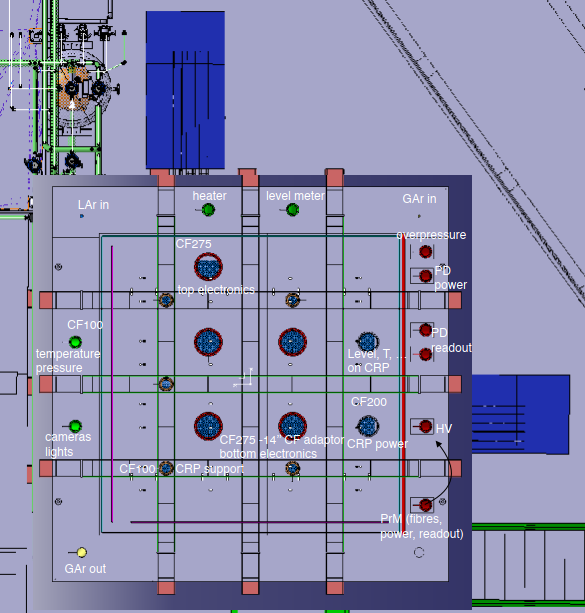 heater
level meter
LAr in
GAr in
overpressure
CF275
PD
power
top electronics
CF100
PD
readout
temperature
pressure
Level, T, ...
on CRP
CF200
HV
cameras
lights
CF275 -14" CF adaptor
bottom electronics
CRP power
CF100
CRP support
PrM (fibres,
power, readout)
GAr out